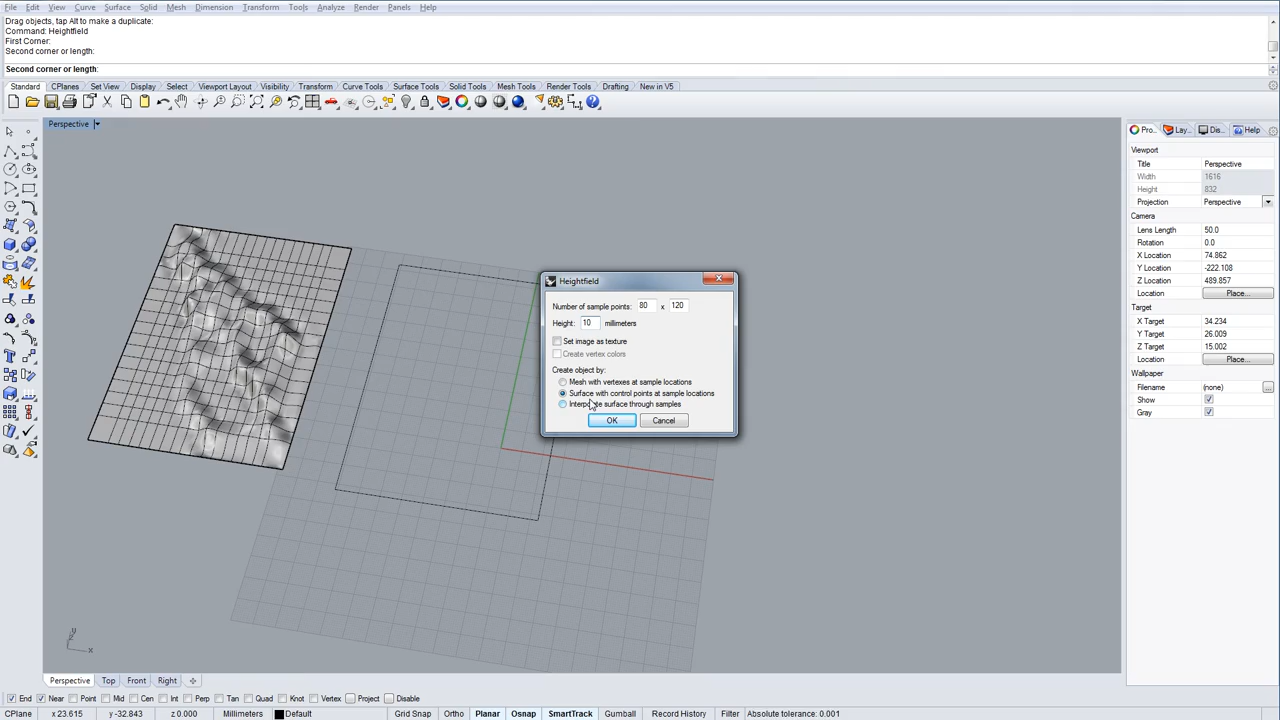 File Edit View Curve Surface Solid Mesh Dimension Transform Tools Analyze Render Panels Help
Drag objects, tap Alt to make a duplicate:
Command: Heightfield
First Corner:
Second corner or length:
Second corner or length:
Standard CPlanes Set View Display Select Viewport Layout Visibility Transform Curve Tools Surface Tools Solid Tools Mesh Tools Render Tools Drafting New in V5
Perspective
Pro... Lay... Dis... Help
Viewport
Title Perspective
Width 1616
Height 832
Projection Perspective
Camera
Lens Length 50.0
Rotation 0.0
X Location 74.862
Y Location -222.108
Z Location 489.857
Location Place...
Target
X Target 34.234
Y Target 26.009
Z Target 15.002
Location Place...
Wallpaper
Filename (none) ...
Show
Gray
Heightfield
Number of sample points: 80 x 120
Height: 10 millimeters
Set image as texture
Create vertex colors
Create object by:
Mesh with vertexes at sample locations
Surface with control points at sample locations
Interpolate surface through samples
OK Cancel
x
Perspective Top Front Right
End Near Point Mid Cen Int Perp Tan Quad Knot Vertex Project Disable
CPlane x 23.615 y -32.843 z 0.000 Millimeters Default Grid Snap Ortho Planar Osnap SmartTrack Gumball Record History Filter Absolute tolerance: 0.001